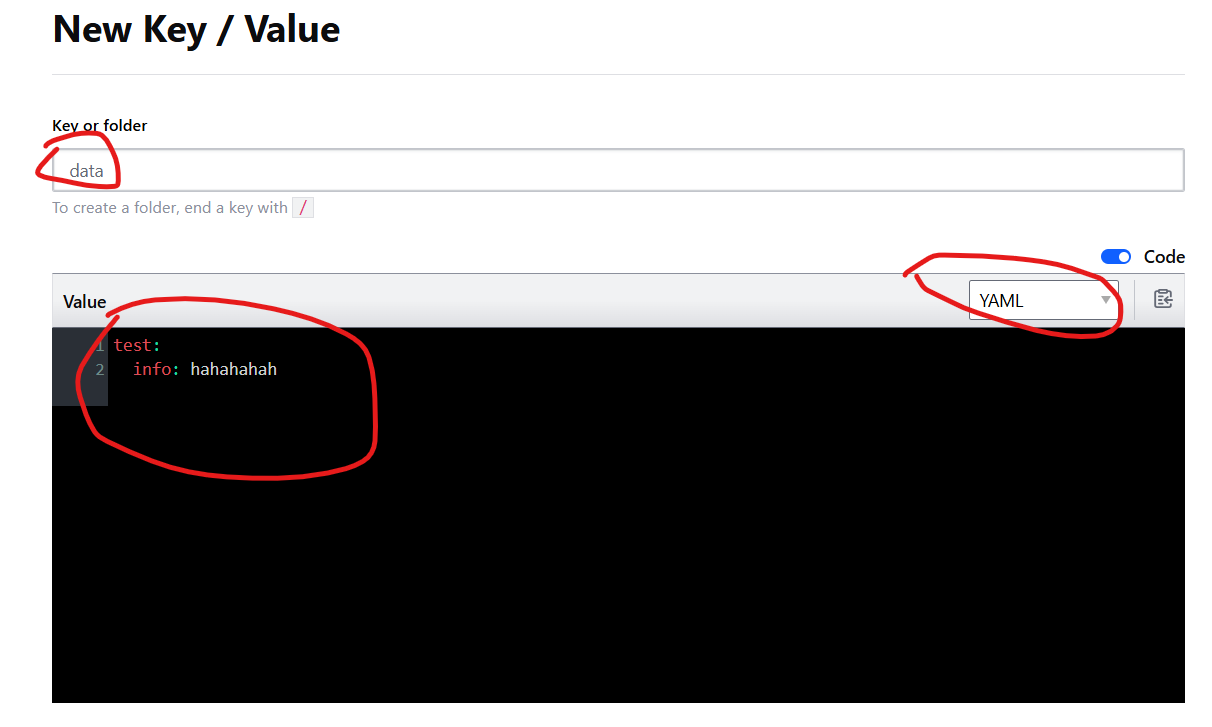 New Key / Value
Key or folder
data
To create a folder, end a key with /
Code
Value
YAML
1 test:
2 info: hahahahah